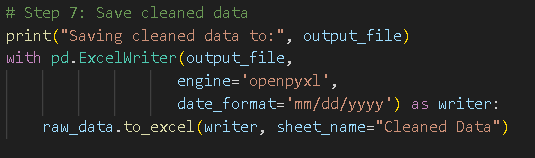 # Step 7: Save cleaned data
print("Saving cleaned data to:", output_file)
with pd.ExcelWriter(output_file,
                    engine='openpyxl',
                    date_format='mm/dd/yyyy') as writer:
    raw_data.to_excel(writer, sheet_name="Cleaned Data")